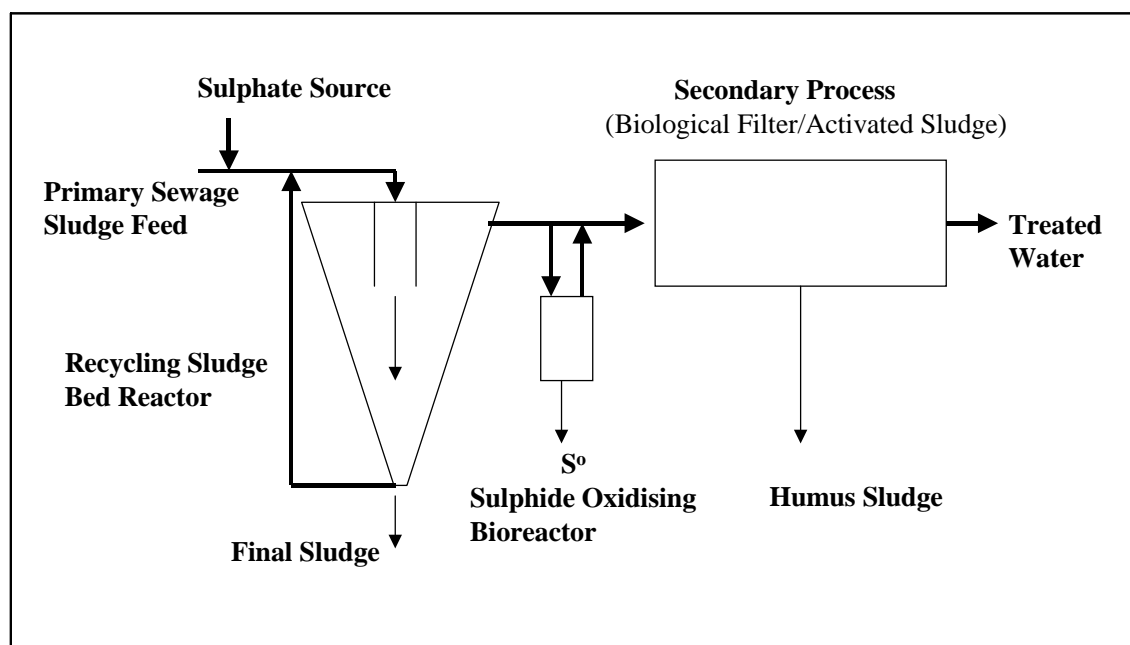 Sulphate Source
Secondary Process
(Biological Filter/Activated Sludge)
Primary Sewage
Sludge Feed
Treated
Water
Recycling Sludge
Bed Reactor
Sº
Sulphide Oxidising
Bioreactor
Humus Sludge
Final Sludge